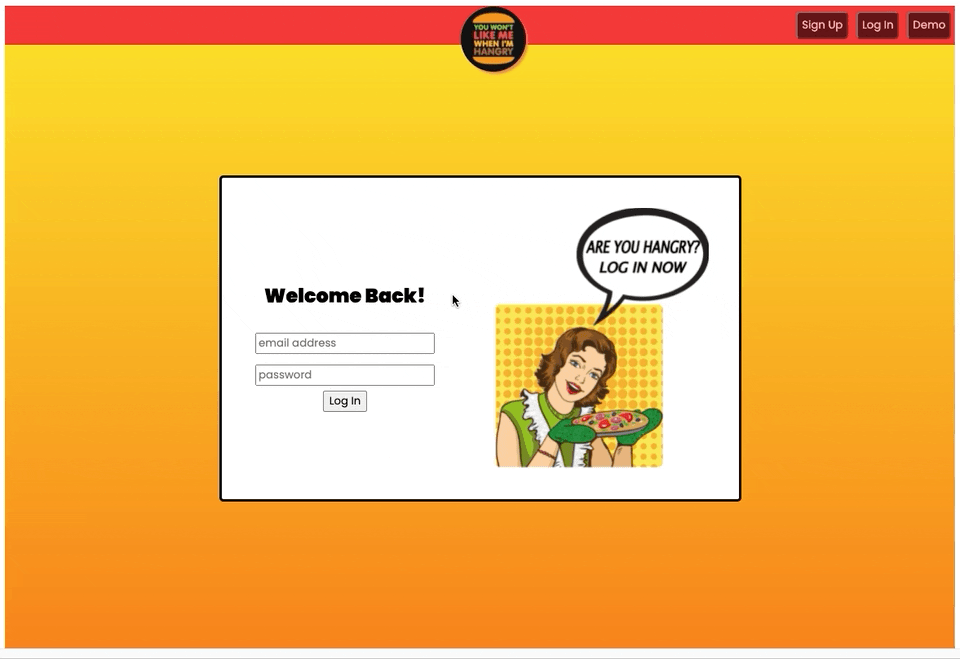 YOU WON'T
LIKE ME
WHEN I'M
HANGRY
Sign Up
Log In
Demo
ARE YOU HANGRY?
LOG IN NOW
Welcome Back!
email address
password
Log In